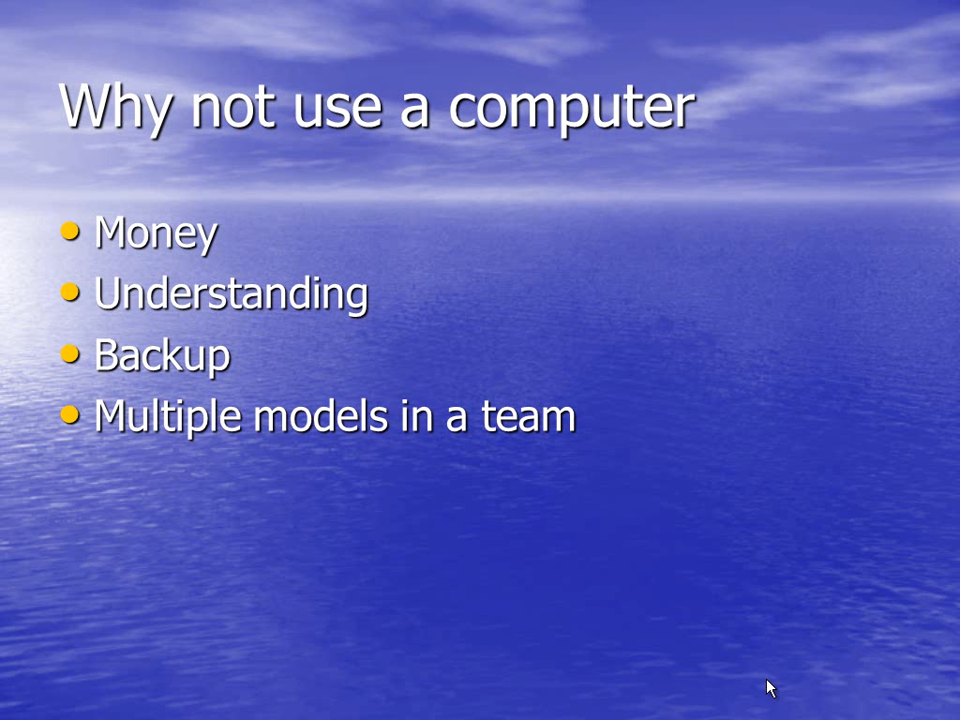 Why not use a computer
• Money
• Understanding
• Backup
• Multiple models in a team